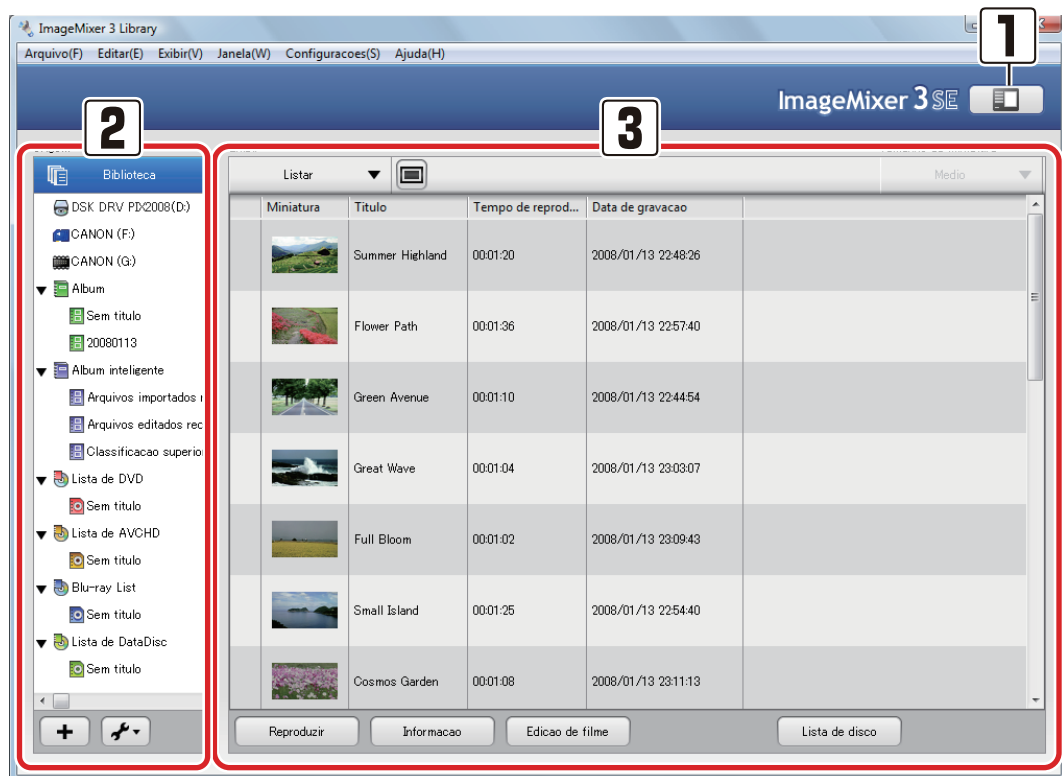 ImageMixer 3 Library
1
Arquivo(F) Editar(E) Exibir(V) Janela(W) Configuracoes(S) Ajuda(H)
ImageMixer 3 SE
2
3
Biblioteca
DSK DRV PIX2008(D:)
CANON (F:)
CANON (G:)
Album
Sem titulo
20080113
Album inteligente
Arquivos importados
Arquivos editados rec
Classificacao superio
Lista de DVD
Sem titulo
Lista de AVCHD
Sem titulo
Blu-ray List
Sem titulo
Lista de DataDisc
Sem titulo
Listar Medio
Miniatura Titulo Tempo de reprod... Data de gravacao
Summer Highland 00:01:20 2008/01/13 22:48:26
Flower Path 00:01:36 2008/01/13 22:57:40
Green Avenue 00:01:10 2008/01/13 22:44:54
Great Wave 00:01:04 2008/01/13 23:03:07
Full Bloom 00:01:02 2008/01/13 23:09:43
Small Island 00:01:25 2008/01/13 22:54:40
Cosmos Garden 00:01:08 2008/01/13 23:11:13
Reproduzir Informacao Edicao de filme Lista de disco